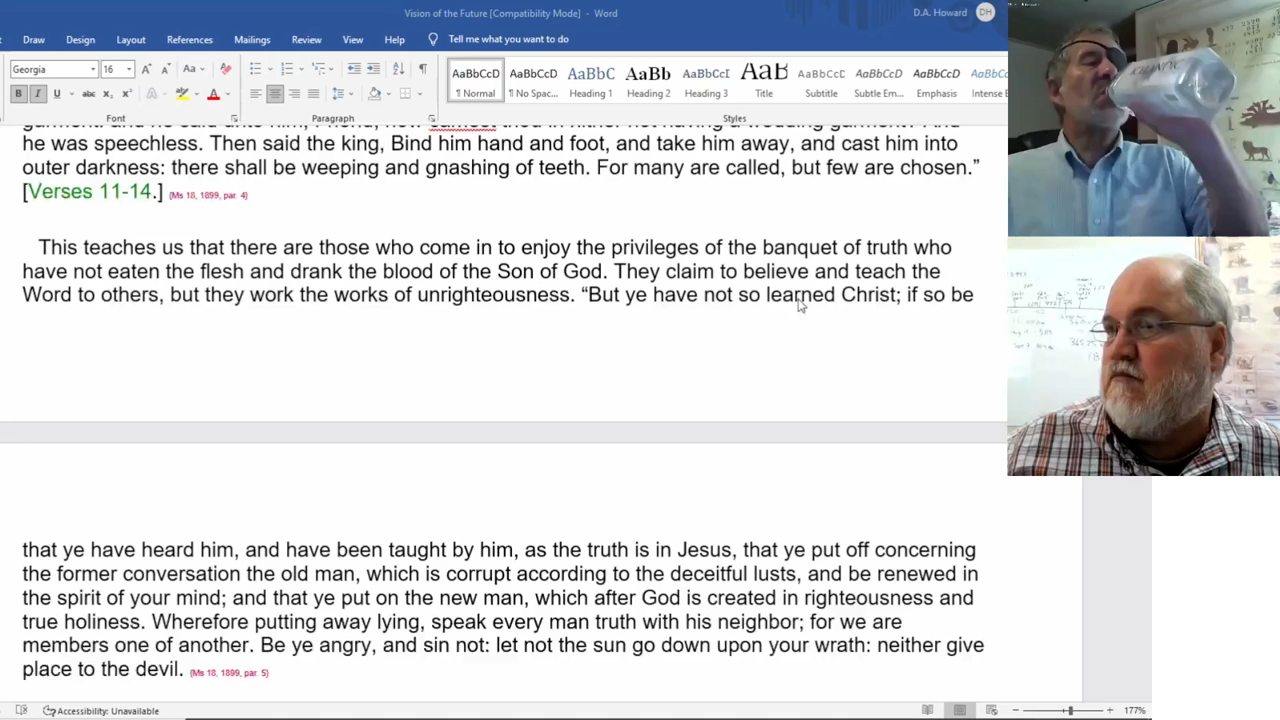 Vision of the Future [Compatibility Mode] - Word
D.A. Howard
DH
Draw
Design
Layout
References
Mailings
Review
View
Help
Tell me what you want to do
Georgia
16
Aa
B I U abc x₂ x²
AaBbCcD
AaBbCcD
AaBbC
AaBb
AaBbCcI
AaB
AaBbCcD
AaBbCcD
AaBbCcD
AaBbCc
¶ Normal
¶ No Spac...
Heading 1
Heading 2
Heading 3
Title
Subtitle
Subtle Em...
Emphasis
Intense E
Font
Paragraph
Styles
he was speechless. Then said the king, Bind him hand and foot, and take him away, and cast him into
outer darkness: there shall be weeping and gnashing of teeth. For many are called, but few are chosen.”
[Verses 11-14.] (Ms 18, 1899, par. 4)
This teaches us that there are those who come in to enjoy the privileges of the banquet of truth who
have not eaten the flesh and drank the blood of the Son of God. They claim to believe and teach the
Word to others, but they work the works of unrighteousness. “But ye have not so learned Christ; if so be
that ye have heard him, and have been taught by him, as the truth is in Jesus, that ye put off concerning
the former conversation the old man, which is corrupt according to the deceitful lusts, and be renewed in
the spirit of your mind; and that ye put on the new man, which after God is created in righteousness and
true holiness. Wherefore putting away lying, speak every man truth with his neighbor; for we are
members one of another. Be ye angry, and sin not: let not the sun go down upon your wrath: neither give
place to the devil. (Ms 18, 1899, par. 5)
Accessibility: Unavailable
177%